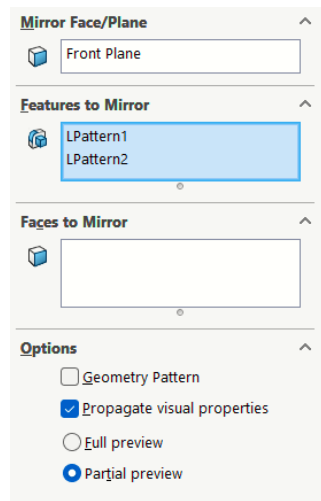 Mirror Face/Plane
Front Plane
Features to Mirror
LPattern1
LPattern2
Faces to Mirror
Options
Geometry Pattern
Propagate visual properties
Full preview
Partial preview